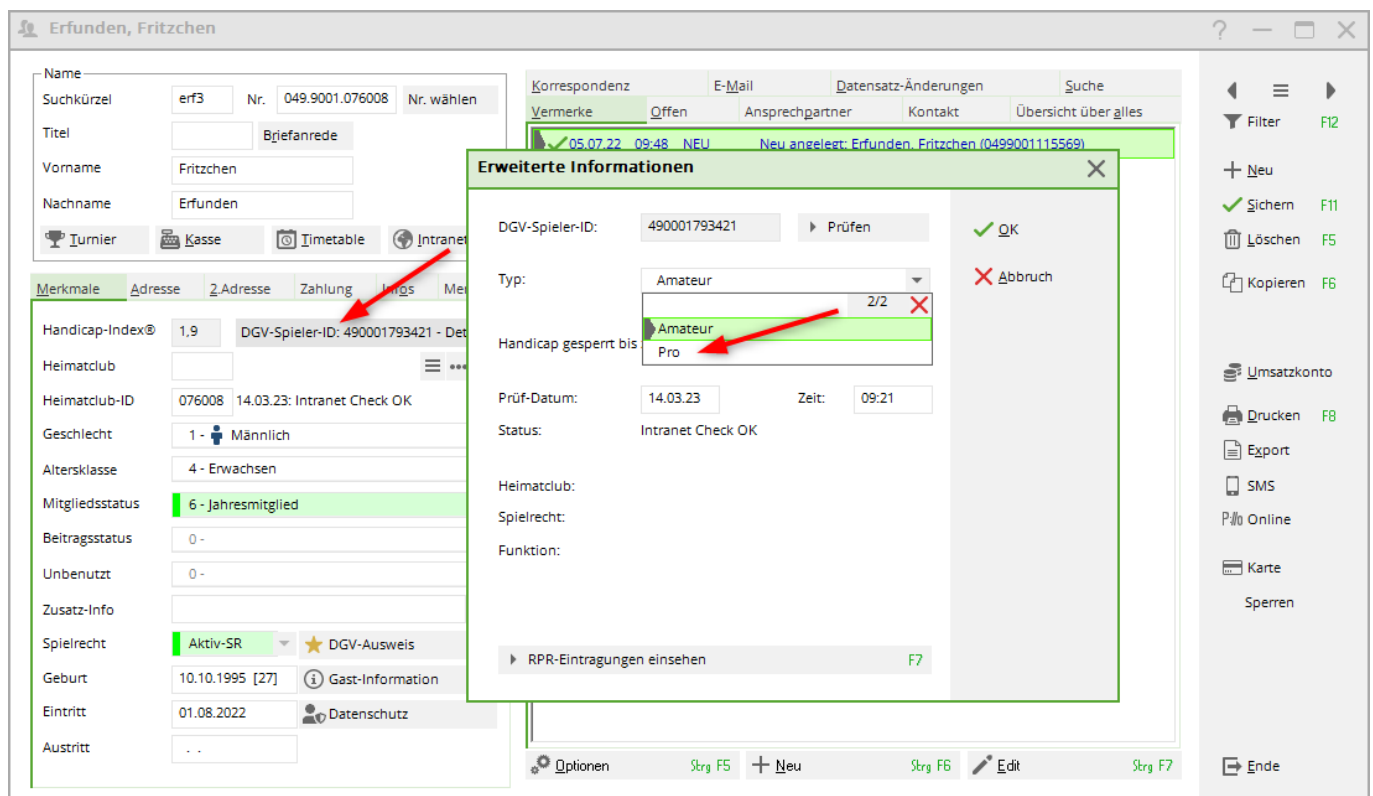 Erfunden, Fritzchen
?
Name
Suchkürzel erf3 Nr. 049.9001.076008 Nr. wählen
Titel Briefanrede
Vorname Fritzchen
Nachname Erfunden
Turnier Kasse Timetable Intranet
Merkmale Adresse 2.Adresse Zahlung Infos
Handicap-Index® 1,9 DGV-Spieler-ID: 490001793421 -
Heimatclub
Heimatclub-ID 076008 14.03.23: Intranet Check OK
Geschlecht 1 - Männlich
Altersklasse 4 - Erwachsen
Mitgliedsstatus 6 - Jahresmitglied
Beitragsstatus 0 -
Unbenutzt 0 -
Zusatz-Info
Spielrecht Aktiv-SR DGV-Ausweis
Geburt 10.10.1995 [27] Gast-Information
Eintritt 01.08.2022 Datenschutz
Austritt . .
Korrespondenz E-Mail Datensatz-Änderungen Suche
Vermerke Offen Ansprechpartner Kontakt Übersicht über alles
05.07.22 09:48 NEU Neu angelegt: Erfunden, Fritzchen (0499001115569)
Erweiterte Informationen
DGV-Spieler-ID: 490001793421 Prüfen
Typ: Amateur
2/2
Amateur
Pro
Handicap gesperrt bis
Prüf-Datum: 14.03.23 Zeit: 09:21
Status: Intranet Check OK
Heimatclub:
Spielrecht:
Funktion:
RPR-Eintragungen einsehen F7
OK
Abbruch
Optionen Strg F5 Neu Strg F6 Edit Strg F7
Filter F12
Neu
Sichern F11
Löschen F5
Kopieren F6
Umsatzkonto
Drucken F8
Export
SMS
Online
Karte
Sperren
Ende